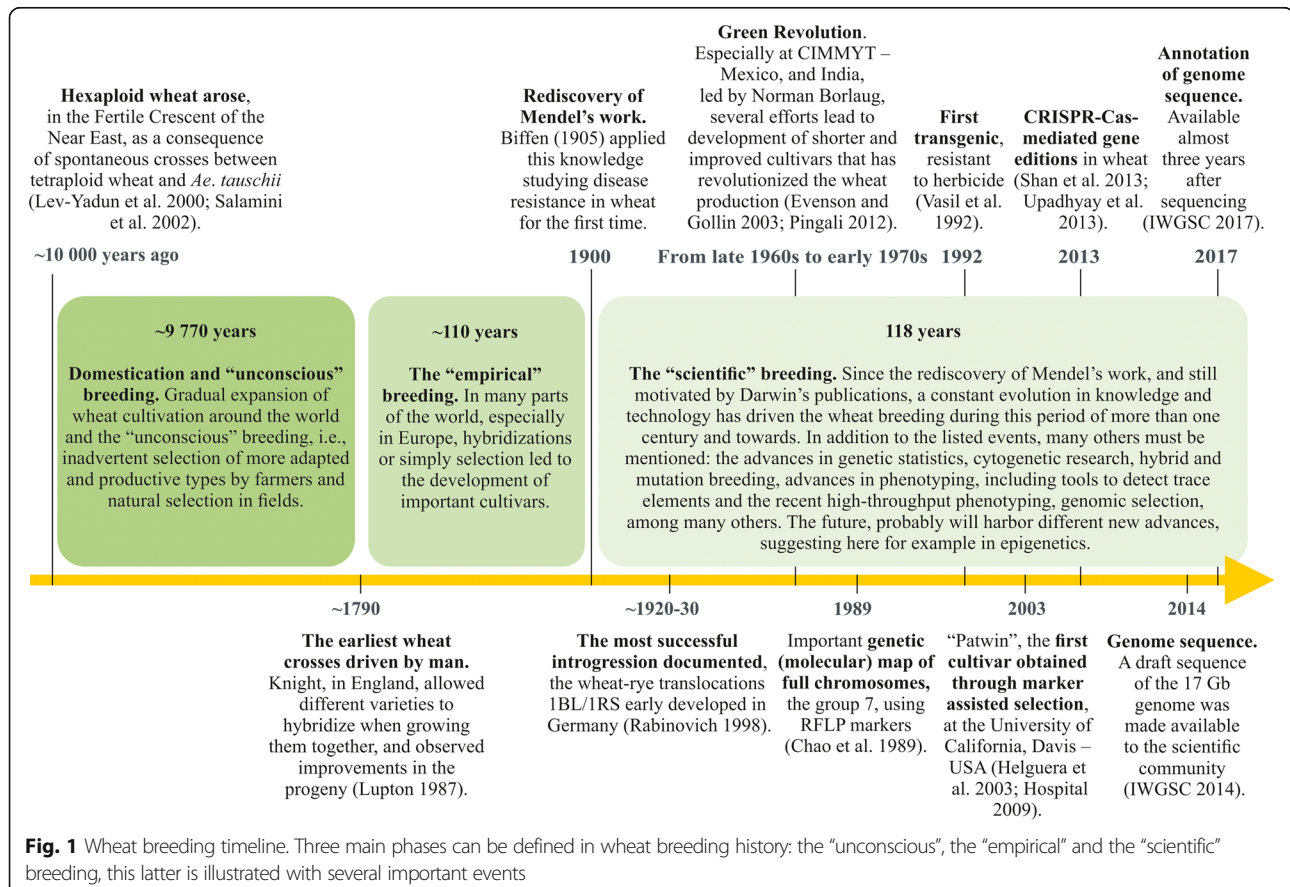 Hexaploid wheat arose,
in the Fertile Crescent of the
Near East, as a consequence
of spontaneous crosses between
tetraploid wheat and Ae. tauschii
(Lev-Yadun et al. 2000; Salamini
et al. 2002).
~10 000 years ago
Rediscovery of
Mendel's work.
Biffen (1905) applied
this knowledge
studying disease
resistance in wheat
for the first time.
1900
Green Revolution.
Especially at CIMMYT –
Mexico, and India,
led by Norman Borlaug,
several efforts lead to
development of shorter and
improved cultivars that has
revolutionized the wheat
production (Evenson and
Gollin 2003; Pingali 2012).
From late 1960s to early 1970s
First
transgenic,
resistant
to herbicide
(Vasil et al.
1992).
1992
CRISPR-Cas-
mediated gene
editions in wheat
(Shan et al. 2013;
Upadhyay et al.
2013).
2013
Annotation
of genome
sequence.
Available
almost
three years
after
sequencing
(IWGSC 2017).
2017
~9 770 years
Domestication and “unconscious”
breeding. Gradual expansion of
wheat cultivation around the world
and the “unconscious” breeding, i.e.,
inadvertent selection of more adapted
and productive types by farmers and
natural selection in fields.
~110 years
The “empirical”
breeding. In many parts
of the world, especially
in Europe, hybridizations
or simply selection led to
the development of
important cultivars.
118 years
The “scientific” breeding. Since the rediscovery of Mendel's work, and still
motivated by Darwin's publications, a constant evolution in knowledge and
technology has driven the wheat breeding during this period of more than one
century and towards. In addition to the listed events, many others must be
mentioned: the advances in genetic statistics, cytogenetic research, hybrid and
mutation breeding, advances in phenotyping, including tools to detect trace
elements and the recent high-throughput phenotyping, genomic selection,
among many others. The future, probably will harbor different new advances,
suggesting here for example in epigenetics.
~1790
The earliest wheat
crosses driven by man.
Knight, in England, allowed
different varieties to
hybridize when growing
them together, and observed
improvements in the
progeny (Lupton 1987).
~1920-30
The most successful
introgression documented,
the wheat-rye translocations
1BL/1RS early developed in
Germany (Rabinovich 1998).
1989
Important genetic
(molecular) map of
full chromosomes,
the group 7, using
RFLP markers
(Chao et al. 1989).
2003
“Patwin”, the first
cultivar obtained
through marker
assisted selection,
at the University of
California, Davis –
USA (Helguera et
al. 2003; Hospital
2009).
2014
Genome sequence.
A draft sequence
of the 17 Gb
genome was
made available
to the scientific
community
(IWGSC 2014).
Fig. 1 Wheat breeding timeline. Three main phases can be defined in wheat breeding history: the “unconscious”, the “empirical” and the “scientific”
breeding, this latter is illustrated with several important events